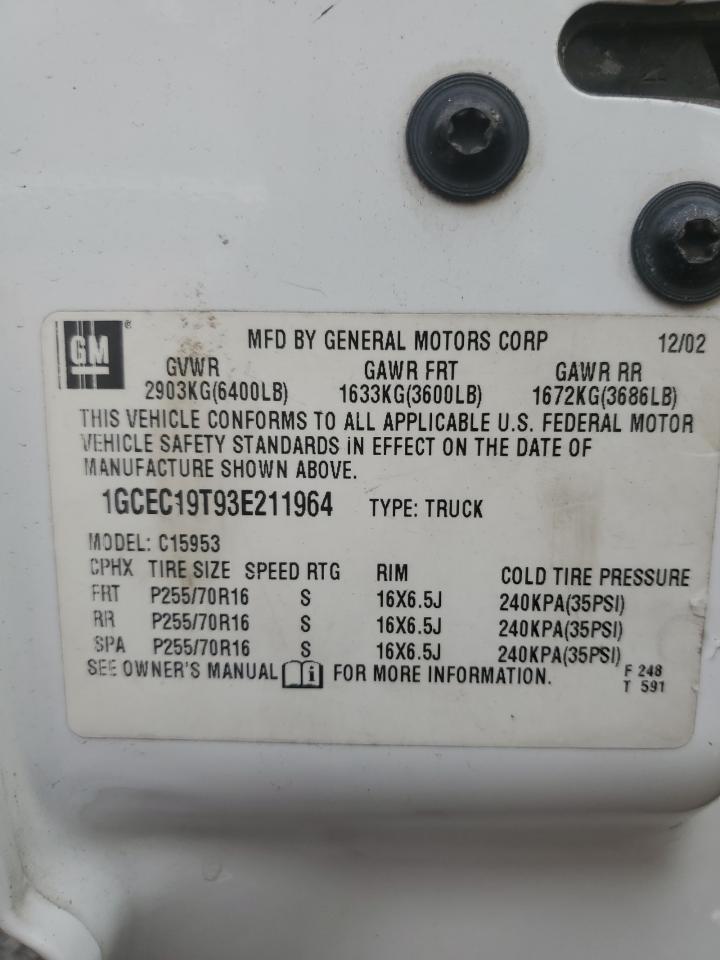 GM ® MFD BY GENERAL MOTORS CORP 12/02
GVWR GAWR FRT GAWR RR
2903KG(6400LB) 1633KG(3600LB) 1672KG(3686LB)
THIS VEHICLE CONFORMS TO ALL APPLICABLE U.S. FEDERAL MOTOR
VEHICLE SAFETY STANDARDS IN EFFECT ON THE DATE OF
MANUFACTURE SHOWN ABOVE.
1GCEC19T93E211964 TYPE: TRUCK
MODEL: C15953
CPHX TIRE SIZE SPEED RTG RIM COLD TIRE PRESSURE
FRT P255/70R16 S 16X6.5J 240KPA(35PSI)
RR P255/70R16 S 16X6.5J 240KPA(35PSI)
SPA P255/70R16 S 16X6.5J 240KPA(35PSI)
SEE OWNER'S MANUAL i FOR MORE INFORMATION. F 248
T 591